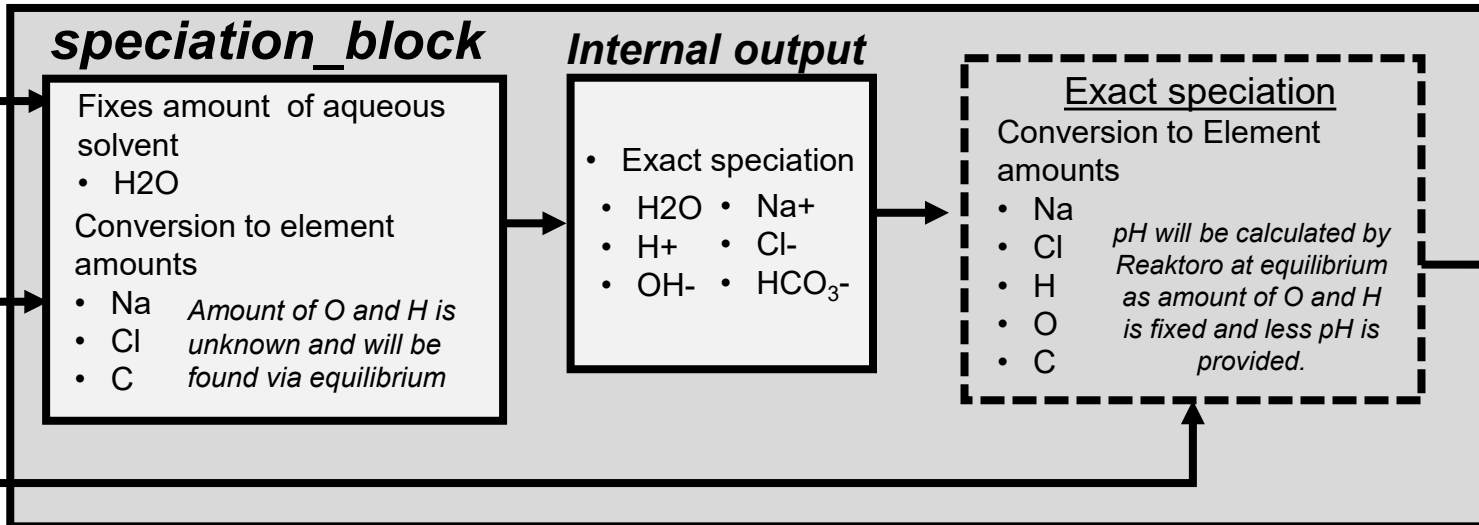 speciation_block
Fixes amount of aqueous
solvent
• H2O
Conversion to element
amounts
• Na
• Cl
• C
Amount of O and H is
unknown and will be
found via equilibrium
Internal output
• Exact speciation
• H2O • Na+
• H+ • Cl-
• OH- • HCO₃-
Exact speciation
Conversion to Element
amounts
• Na
• Cl
• H
• O
• C
pH will be calculated by
Reaktoro at equilibrium
as amount of O and H
is fixed and less pH is
provided.